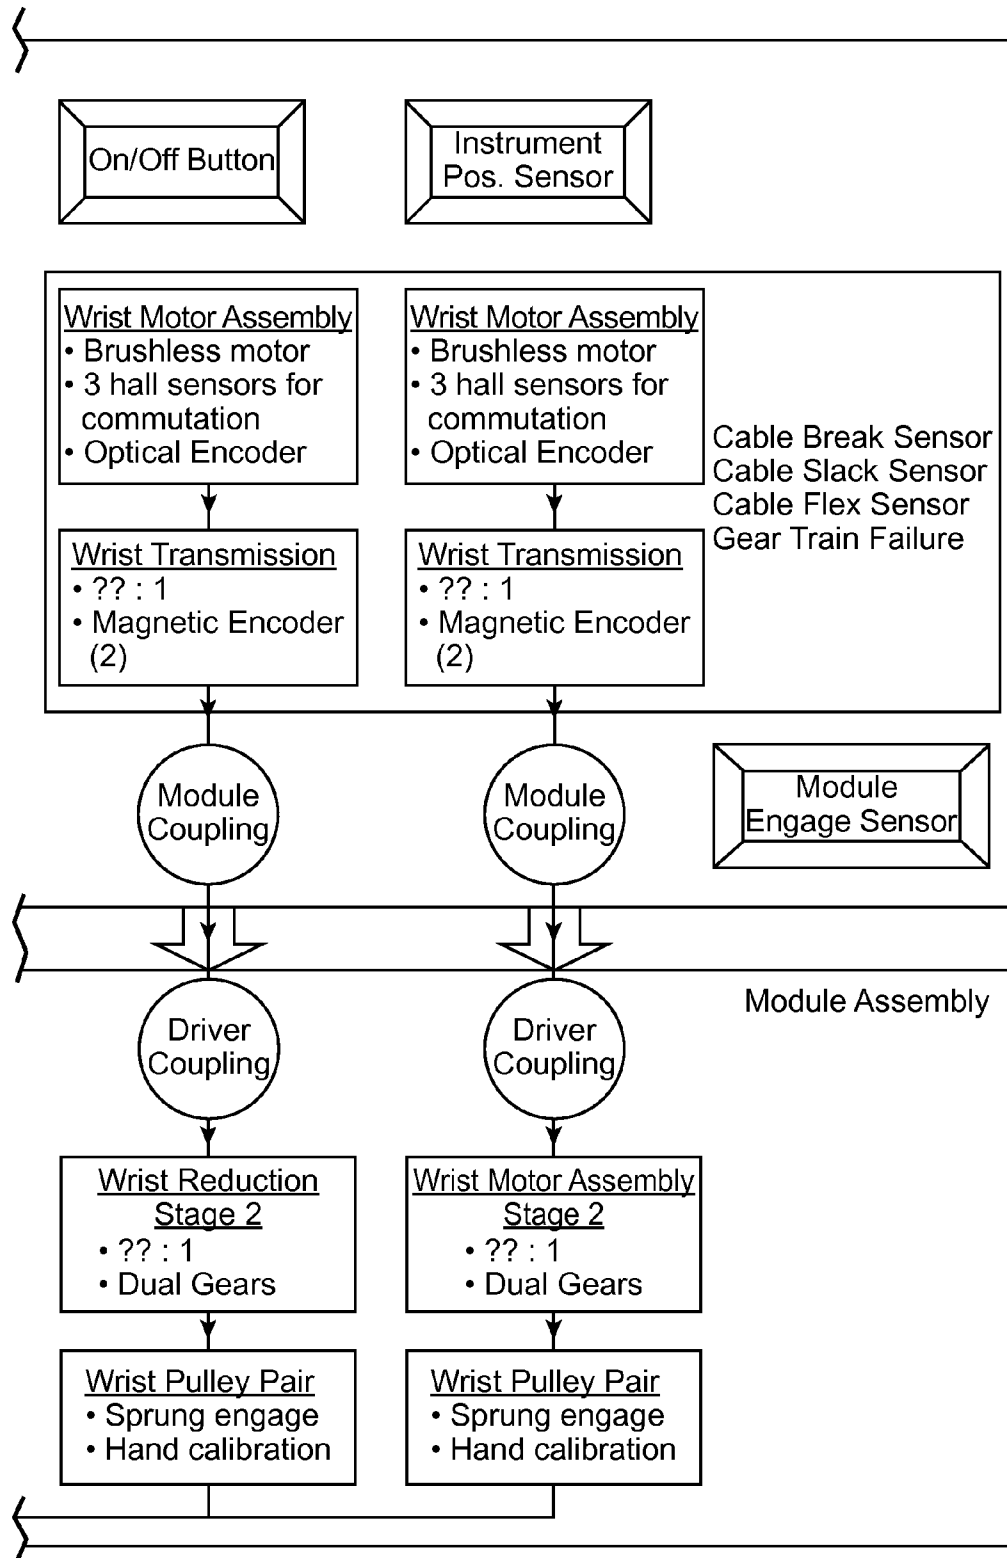 On/Off Button
Instrument
Pos. Sensor
Wrist Motor Assembly
• Brushless motor
• 3 hall sensors for
commutation
• Optical Encoder
Wrist Motor Assembly
• Brushless motor
• 3 hall sensors for
commutation
• Optical Encoder
Cable Break Sensor
Cable Slack Sensor
Cable Flex Sensor
Gear Train Failure
Wrist Transmission
• ?? : 1
• Magnetic Encoder
(2)
Wrist Transmission
• ?? : 1
• Magnetic Encoder
(2)
Module
Coupling
Module
Coupling
Module
Engage Sensor
Module Assembly
Driver
Coupling
Driver
Coupling
Wrist Reduction
Stage 2
• ?? : 1
• Dual Gears
Wrist Motor Assembly
Stage 2
• ?? : 1
• Dual Gears
Wrist Pulley Pair
• Sprung engage
• Hand calibration
Wrist Pulley Pair
• Sprung engage
• Hand calibration